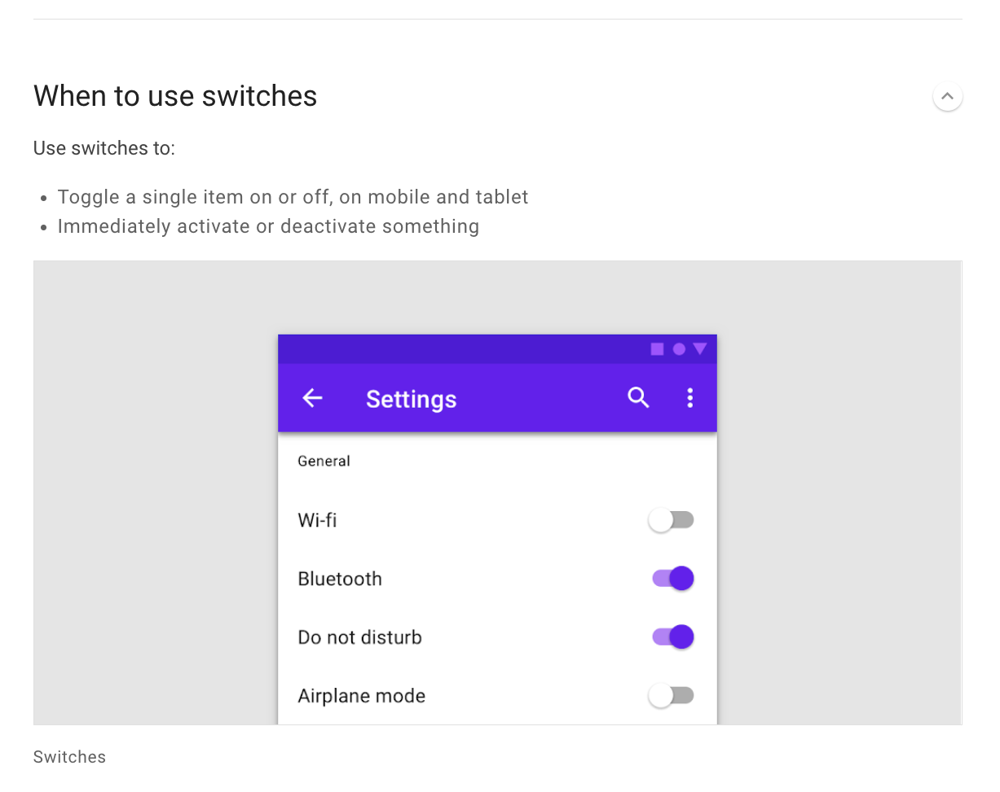 When to use switches
Use switches to:
Toggle a single item on or off, on mobile and tablet
Immediately activate or deactivate something
Settings
General
Wi-fi
Bluetooth
Do not disturb
Airplane mode
Switches